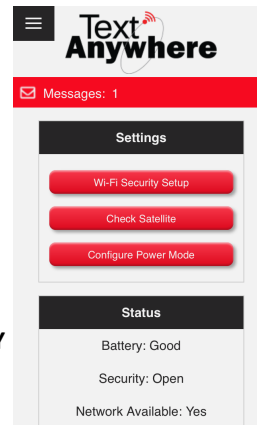 Text
Anywhere
Messages: 1
Settings
Wi-Fi Security Setup
Check Satellite
Configure Power Mode
Status
Battery: Good
Security: Open
Network Available: Yes